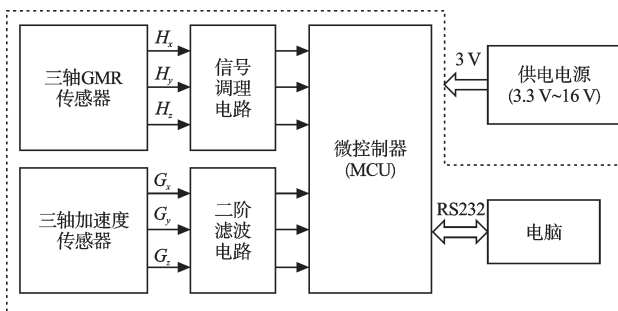 三轴GMR
传感器
Hx
Hy
Hz
信号
调理
电路
微控制器
(MCU)
3 V
供电电源
(3.3 V~16 V)
三轴加速度
传感器
Gx
Gy
Gz
二阶
滤波
电路
RS232
电脑